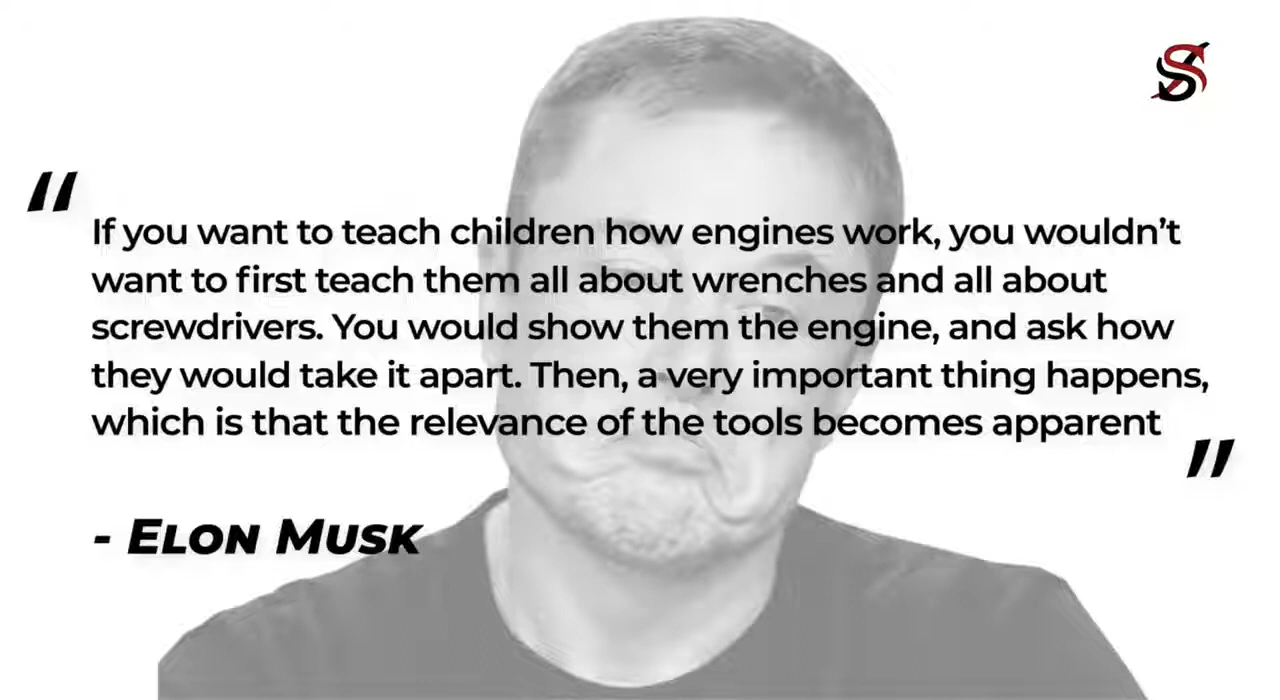 “
If you want to teach children how engines work, you wouldn’t
want to first teach them all about wrenches and all about
screwdrivers. You would show them the engine, and ask how
they would take it apart. Then, a very important thing happens,
which is that the relevance of the tools becomes apparent
”
- Elon Musk